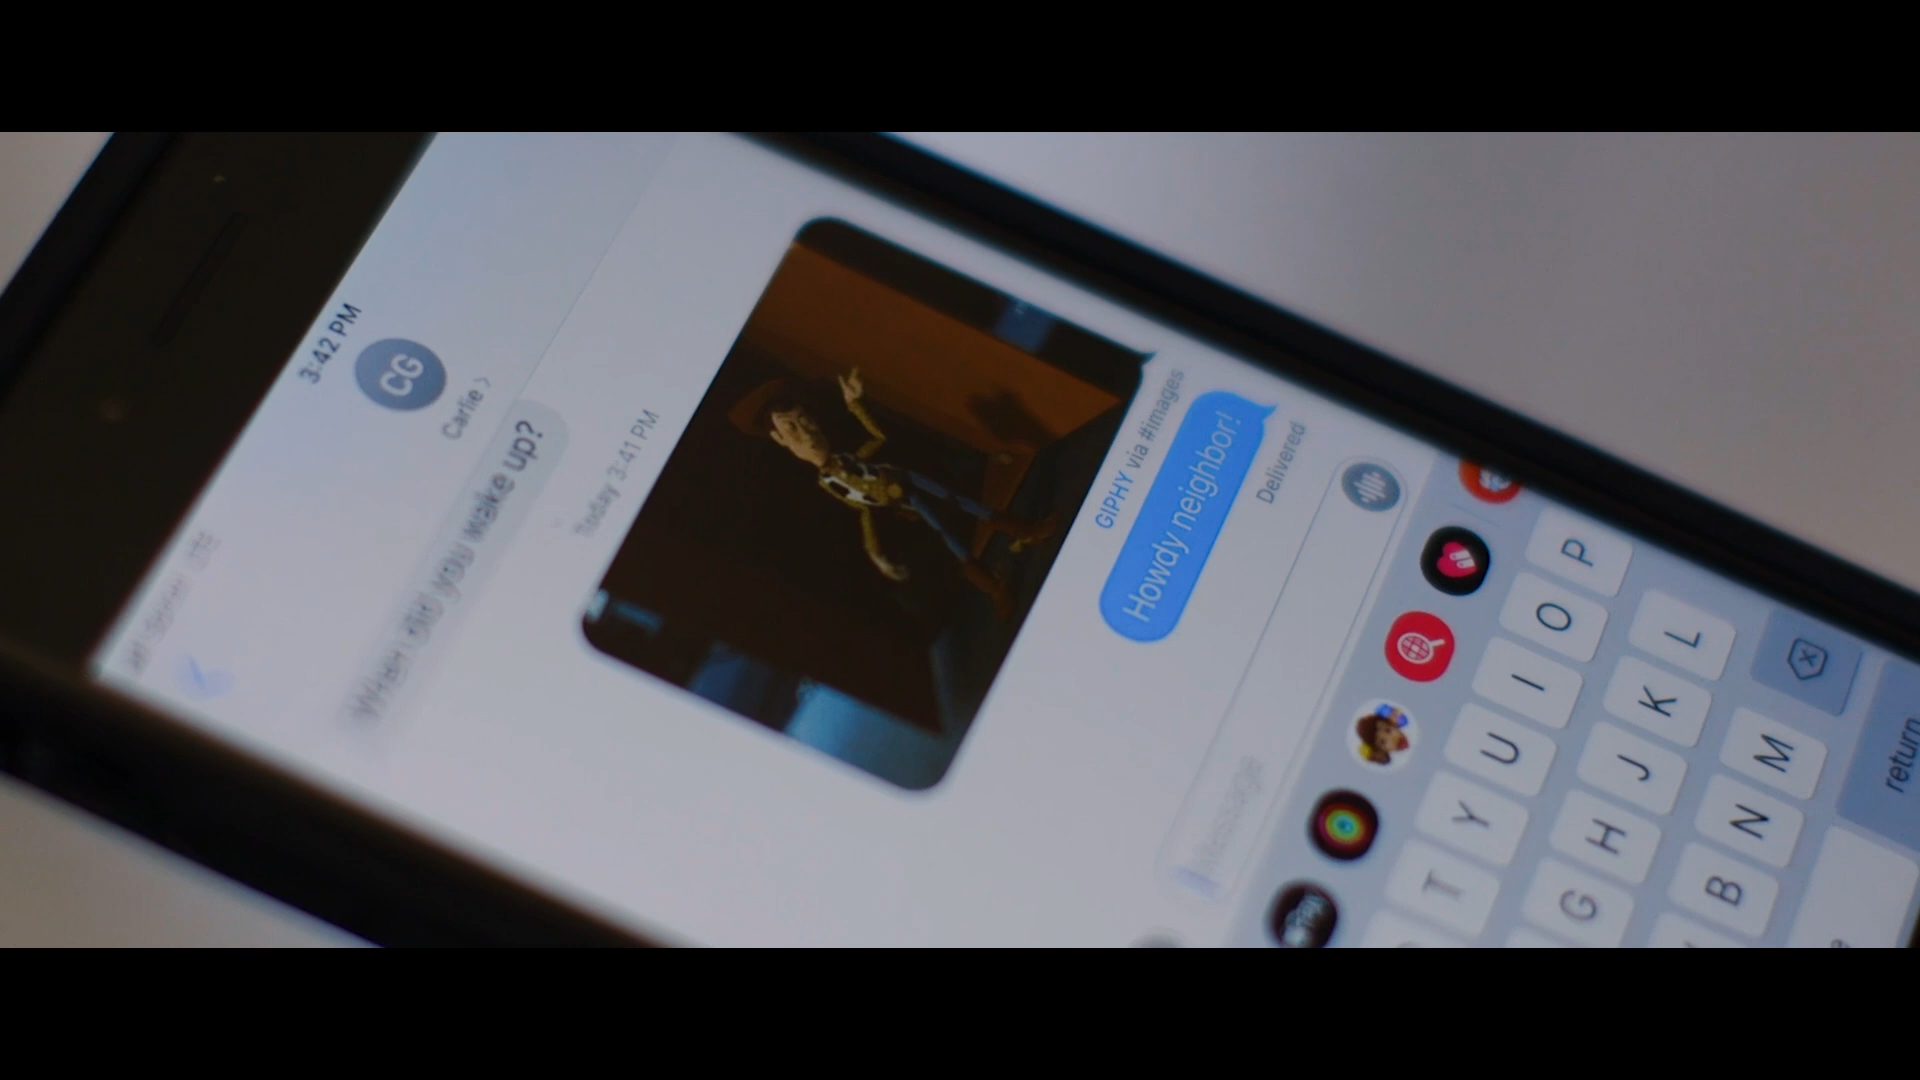 3:42 PM
CG
Carlie >
When did you wake up?
Today 3:41 PM
GIPHY via #images
Howdy neighbor!
Delivered
Message
T Y U I O P
G H J K L
B N M
return